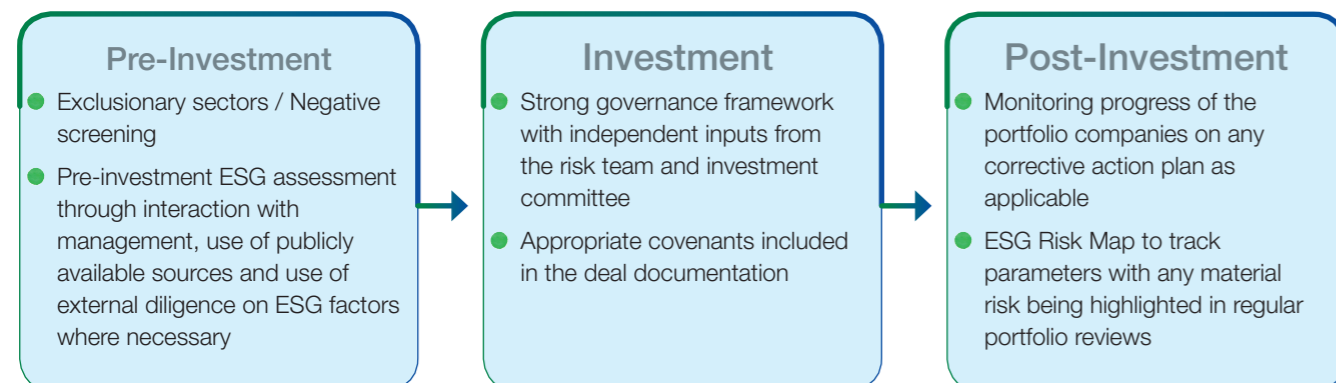 Pre-Investment
Exclusionary sectors / Negative
screening
Pre-investment ESG assessment
through interaction with
management, use of publicly
available sources and use of
external diligence on ESG factors
where necessary
Investment
Strong governance framework
with independent inputs from
the risk team and investment
committee
Appropriate covenants included
in the deal documentation
Post-Investment
Monitoring progress of the
portfolio companies on any
corrective action plan as
applicable
ESG Risk Map to track
parameters with any material
risk being highlighted in regular
portfolio reviews